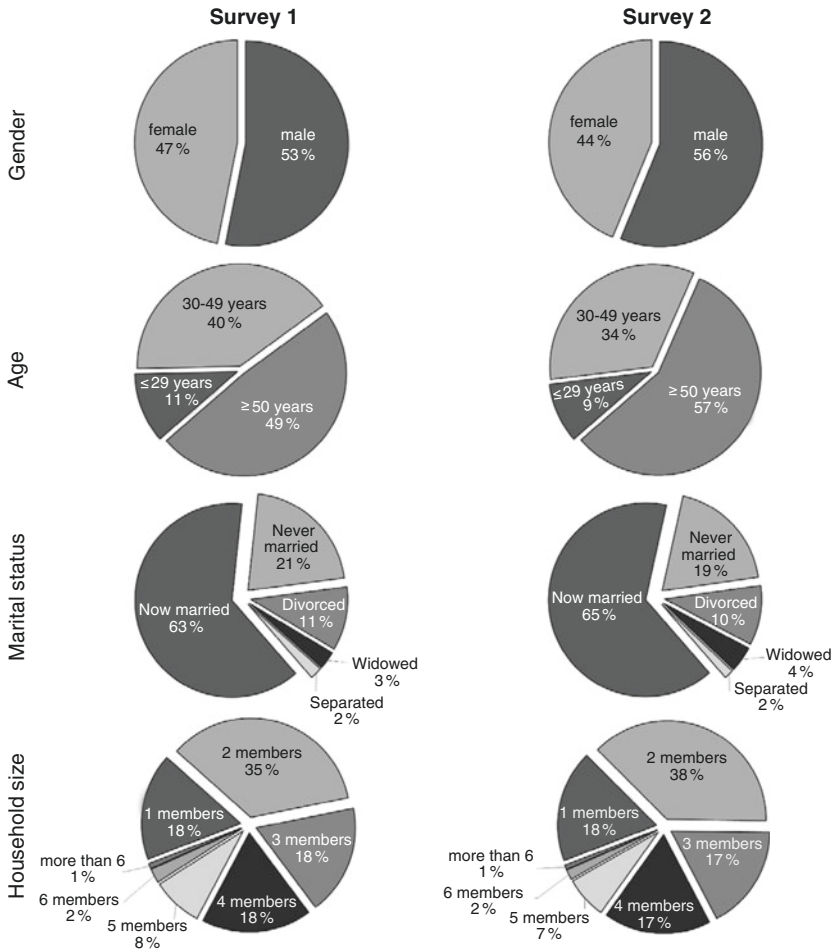 Survey 1
Survey 2
Gender
female
47 %
male
53 %
female
44 %
male
56 %
Age
30-49 years
40 %
≤ 29 years
11 %
≥ 50 years
49 %
30-49 years
34 %
≤ 29 years
9 %
≥ 50 years
57 %
Marital status
Never
married
21 %
Now married
63 %
Divorced
11 %
Widowed
3 %
Separated
2 %
Never
married
19 %
Now married
65 %
Divorced
10 %
Widowed
4 %
Separated
2 %
Household size
2 members
35 %
1 members
18 %
3 members
18 %
more than 6
1 %
6 members
2 %
5 members
8 %
4 members
18 %
2 members
38 %
1 members
18 %
3 members
17 %
more than 6
1 %
6 members
2 %
5 members
7 %
4 members
17 %